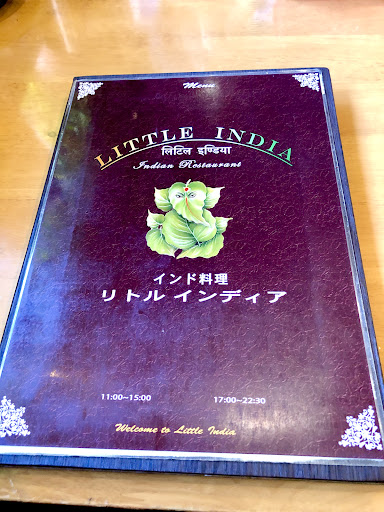 Menu
LITTLE INDIA
लिटिल इण्डिया
Indian Restaurant
インド料理
リトル インディア
11:00~15:00 17:00~22:30
Welcome to Little India